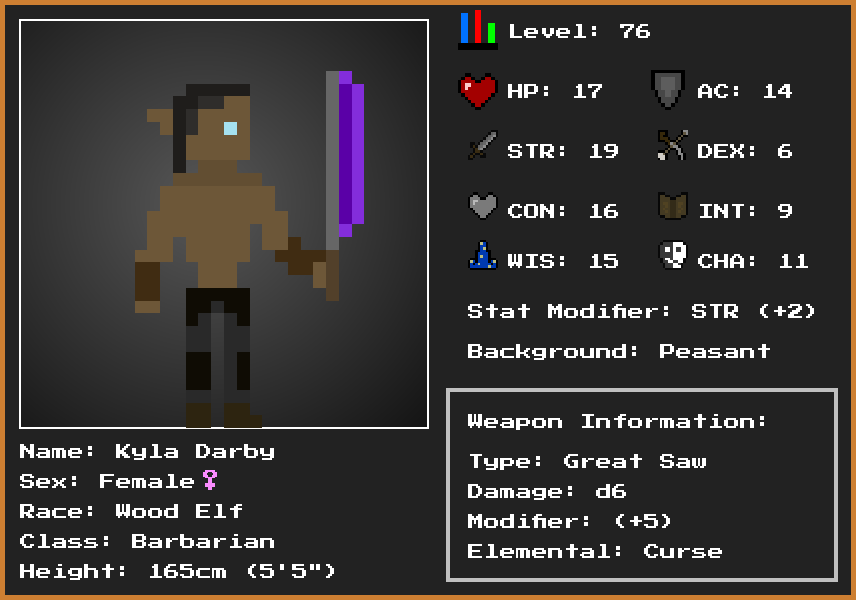 Level: 76
HP: 17 AC: 14
STR: 19 DEX: 6
CON: 16 INT: 9
WIS: 15 CHA: 11
Stat Modifier: STR (+2)
Background: Peasant
Weapon Information:
Type: Great Saw
Damage: d6
Modifier: (+5)
Elemental: Curse
Name: Kyla Darby
Sex: Female♀
Race: Wood Elf
Class: Barbarian
Height: 165cm (5'5")